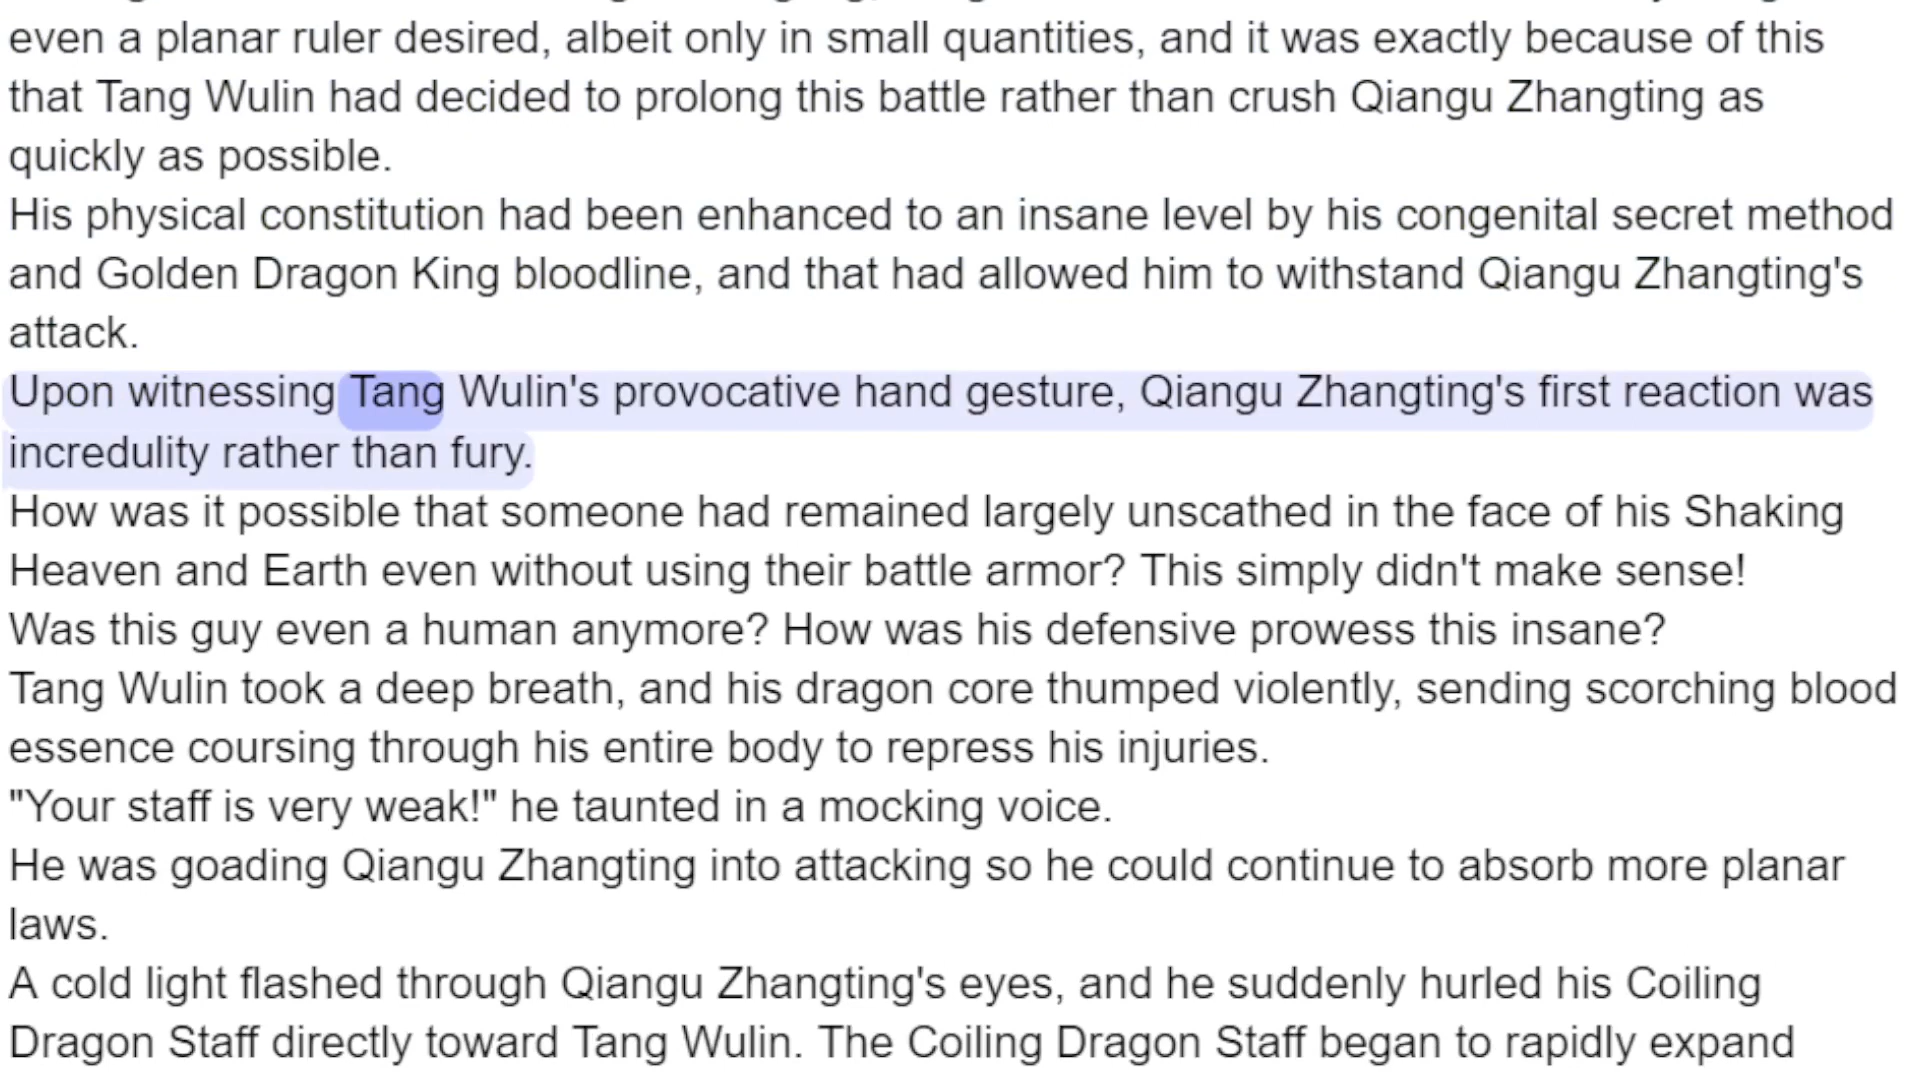 even a planar ruler desired, albeit only in small quantities, and it was exactly because of this
that Tang Wulin had decided to prolong this battle rather than crush Qiangu Zhangting as
quickly as possible.
His physical constitution had been enhanced to an insane level by his congenital secret method
and Golden Dragon King bloodline, and that had allowed him to withstand Qiangu Zhangting's
attack.
Upon witnessing Tang Wulin's provocative hand gesture, Qiangu Zhangting's first reaction was
incredulity rather than fury.
How was it possible that someone had remained largely unscathed in the face of his Shaking
Heaven and Earth even without using their battle armor? This simply didn't make sense!
Was this guy even a human anymore? How was his defensive prowess this insane?
Tang Wulin took a deep breath, and his dragon core thumped violently, sending scorching blood
essence coursing through his entire body to repress his injuries.
"Your staff is very weak!" he taunted in a mocking voice.
He was goading Qiangu Zhangting into attacking so he could continue to absorb more planar
laws.
A cold light flashed through Qiangu Zhangting's eyes, and he suddenly hurled his Coiling
Dragon Staff directly toward Tang Wulin. The Coiling Dragon Staff began to rapidly expand